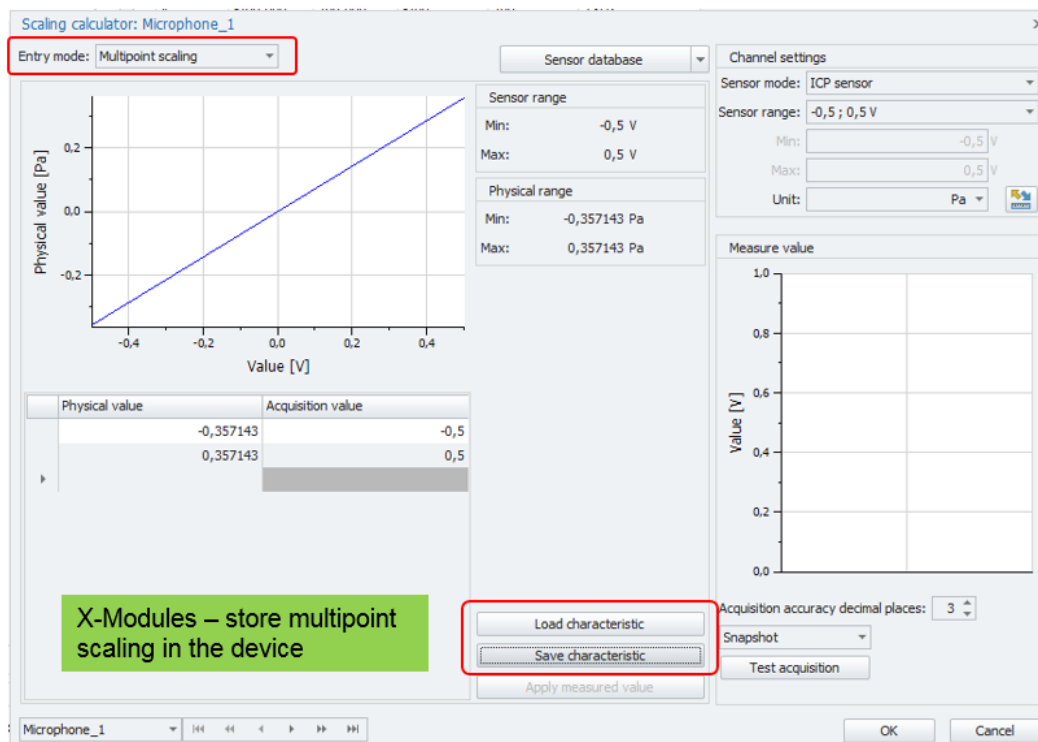 Scaling calculator: Microphone_1
Entry mode: Multipoint scaling
Sensor database
Physical value [Pa]
0,2
0,0
-0,2
-0,4 -0,2 0,0 0,2 0,4
Value [V]
Sensor range
Min: -0,5 V
Max: 0,5 V
Physical range
Min: -0,357143 Pa
Max: 0,357143 Pa
Physical value Acquisition value
-0,357143 -0,5
0,357143 0,5
X-Modules – store multipoint
scaling in the device
Load characteristic
Save characteristic
Apply measured value
Channel settings
Sensor mode: ICP sensor
Sensor range: -0,5 ; 0,5 V
Min: -0,5 V
Max: 0,5 V
Unit: Pa
Measure value
Value [V]
1,0
0,8
0,6
0,4
0,2
0,0
Acquisition accuracy decimal places: 3
Snapshot
Test acquisition
Microphone_1
OK Cancel